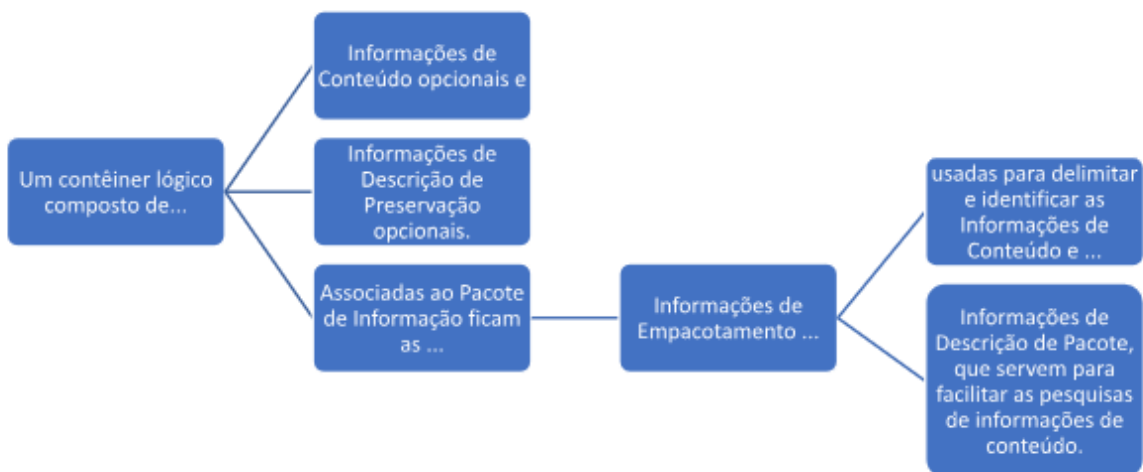 Um contêiner lógico
composto de...
Informações de
Conteúdo opcionais e
Informações de
Descrição de
Preservação
opcionais.
Associadas ao Pacote
de Informação ficam
as ...
Informações de
Empacotamento ...
usadas para delimitar
e identificar as
Informações de
Conteúdo e ...
Informações de
Descrição de Pacote,
que servem para
facilitar as pesquisas
de informações de
conteúdo.